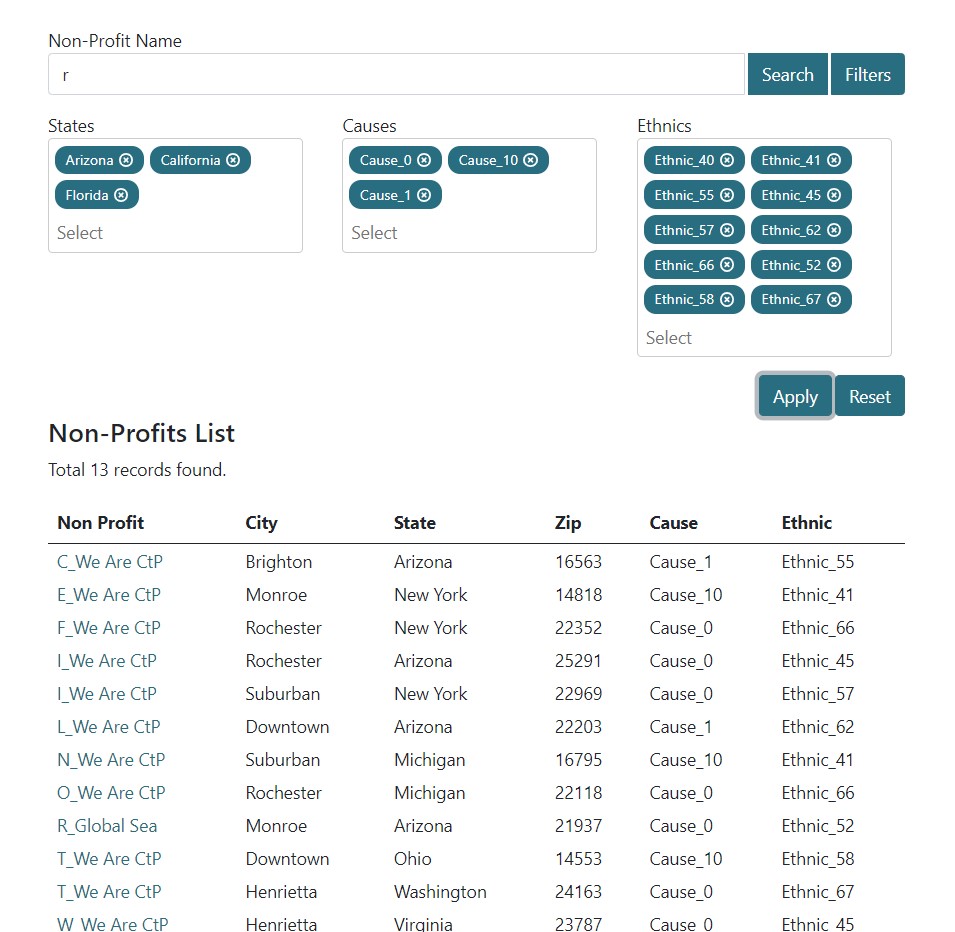 Non-Profit Name
r
Search Filters
States Causes Ethnics
Arizona California Cause_0 Cause_10 Ethnic_40 Ethnic_41
Florida Cause_1 Ethnic_55 Ethnic_45
Select Select Ethnic_57 Ethnic_62
Ethnic_66 Ethnic_52
Ethnic_58 Ethnic_67
Select
Apply Reset
Non-Profits List
Total 13 records found.
Non Profit City State Zip Cause Ethnic
C_We Are CtP Brighton Arizona 16563 Cause_1 Ethnic_55
E_We Are CtP Monroe New York 14818 Cause_10 Ethnic_41
F_We Are CtP Rochester New York 22352 Cause_0 Ethnic_66
I_We Are CtP Rochester Arizona 25291 Cause_0 Ethnic_45
I_We Are CtP Suburban New York 22969 Cause_0 Ethnic_57
L_We Are CtP Downtown Arizona 22203 Cause_1 Ethnic_62
N_We Are CtP Suburban Michigan 16795 Cause_10 Ethnic_41
O_We Are CtP Rochester Michigan 22118 Cause_0 Ethnic_66
R_Global Sea Monroe Arizona 21937 Cause_0 Ethnic_52
T_We Are CtP Downtown Ohio 14553 Cause_10 Ethnic_58
T_We Are CtP Henrietta Washington 24163 Cause_0 Ethnic_67
W_We Are CtP Henrietta Virginia 23787 Cause_0 Ethnic_45